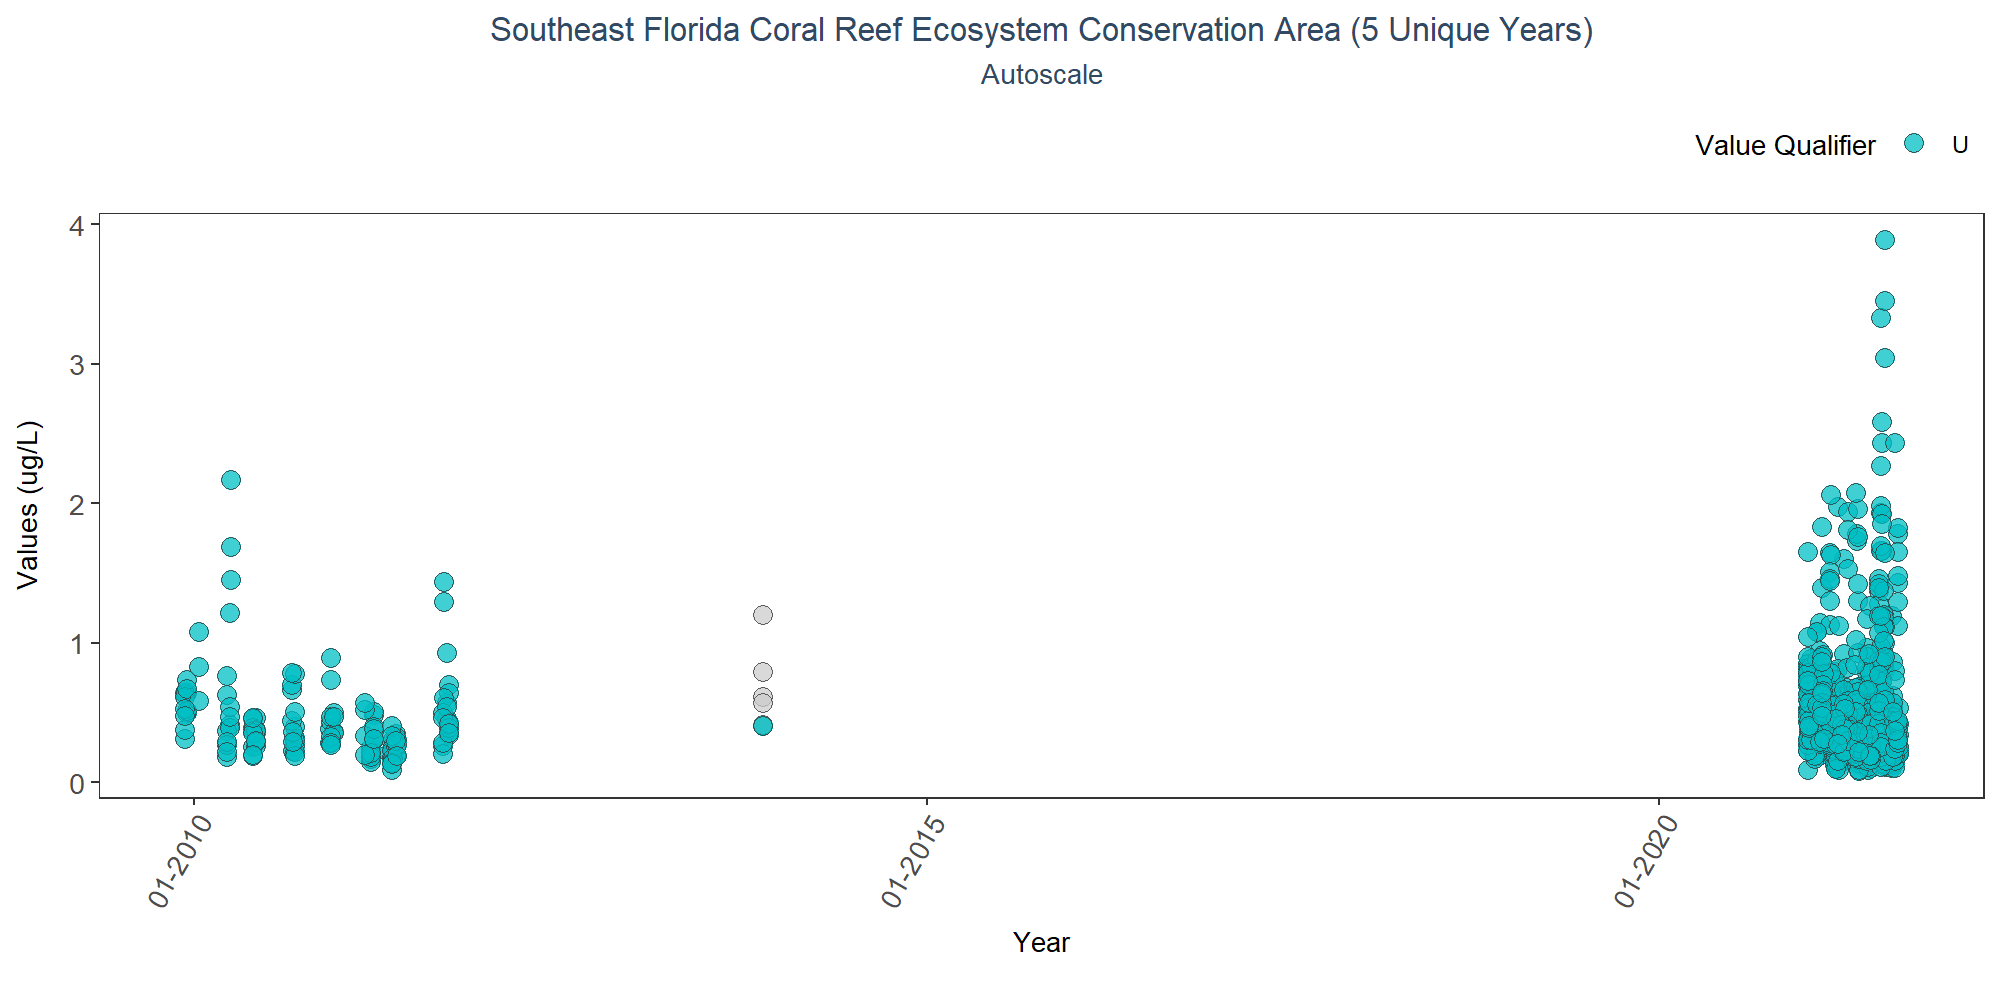 Southeast Florida Coral Reef Ecosystem Conservation Area (5 Unique Years)
Autoscale
Value Qualifier U
4
3
2
1
0
Values (ug/L)
01-2010
01-2015
01-2020
Year